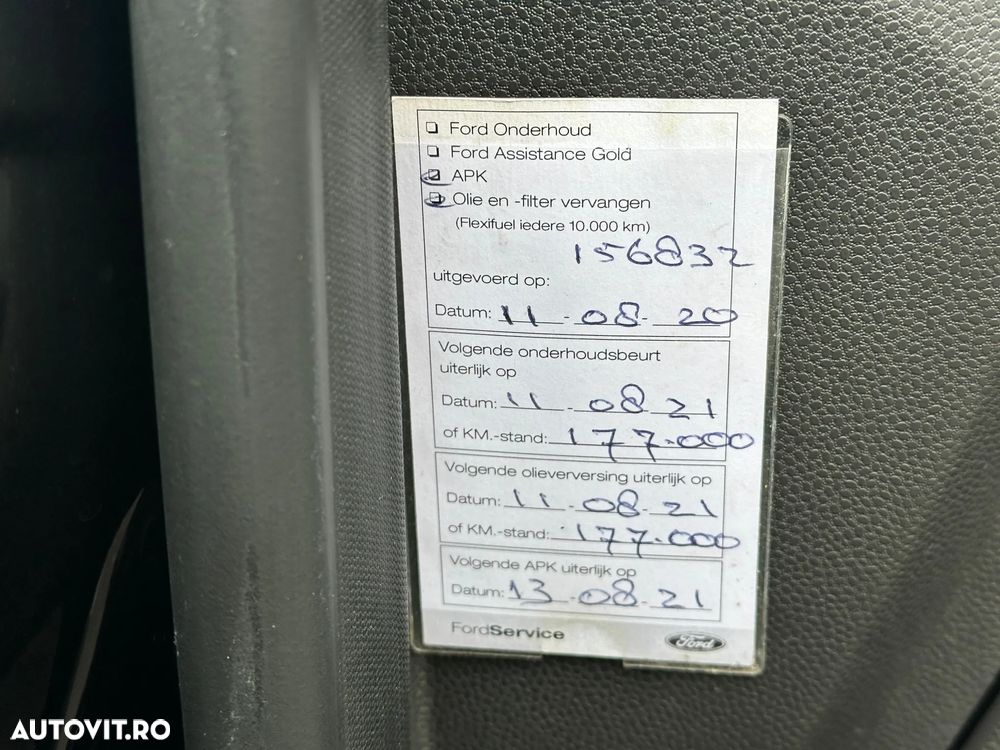 Ford Onderhoud
Ford Assistance Gold
APK
Olie en -filter vervangen
(Flexifuel iedere 10.000 km)
156832
uitgevoerd op:
Datum: 11-08-20
Volgende onderhoudsbeurt
uiterlijk op
Datum: 11-08-21
of KM.-stand: 177.000
Volgende olieverversing uiterlijk op
Datum: 11-08-21
of KM.-stand: 177.000
Volgende APK uiterlijk op
Datum: 13-08-21
FordService
Ford
AUTOVIT.RO